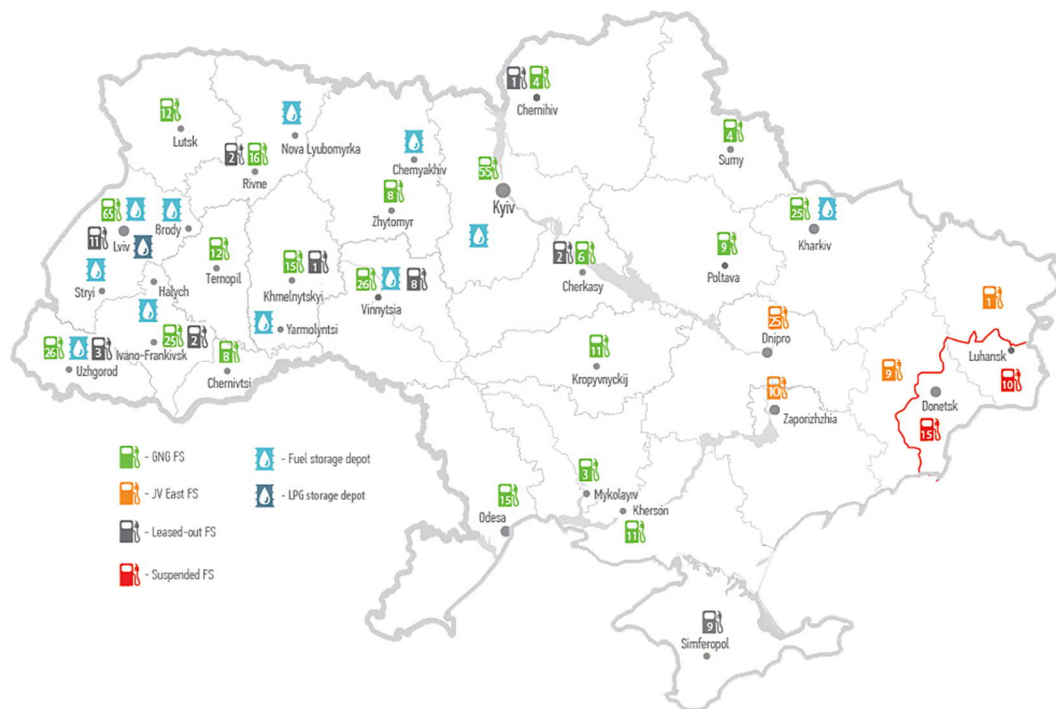 1 4
Chernihiv
12
Lutsk
Nova Lyubomyrka
4
Sumy
2 16
Rivne
Chernyakhiv
55
Kyiv
8
Zhytomyr
65
25
Kharkiv
11
Lviv
Brody
12
Ternopil
15 1
Khmelnytskyi
26 8
Vinnytsia
2 6
Cherkasy
9
Poltava
Stryi
Halych
1
25
Dnipro
Yarmolyntsi
26 3
Uzhgorod
25 2
Ivano-Frankivsk
8
Chernivtsi
11
Kropyvnyckij
Luhansk
10
9
Donetsk
15
10
Zaporizhzhia
- GNG FS
- Fuel storage depot
- JV East FS
- LPG storage depot
- Leased-out FS
- Suspended FS
3
Mykolayiv
15
Odesa
Kherson
11
9
Simferopol